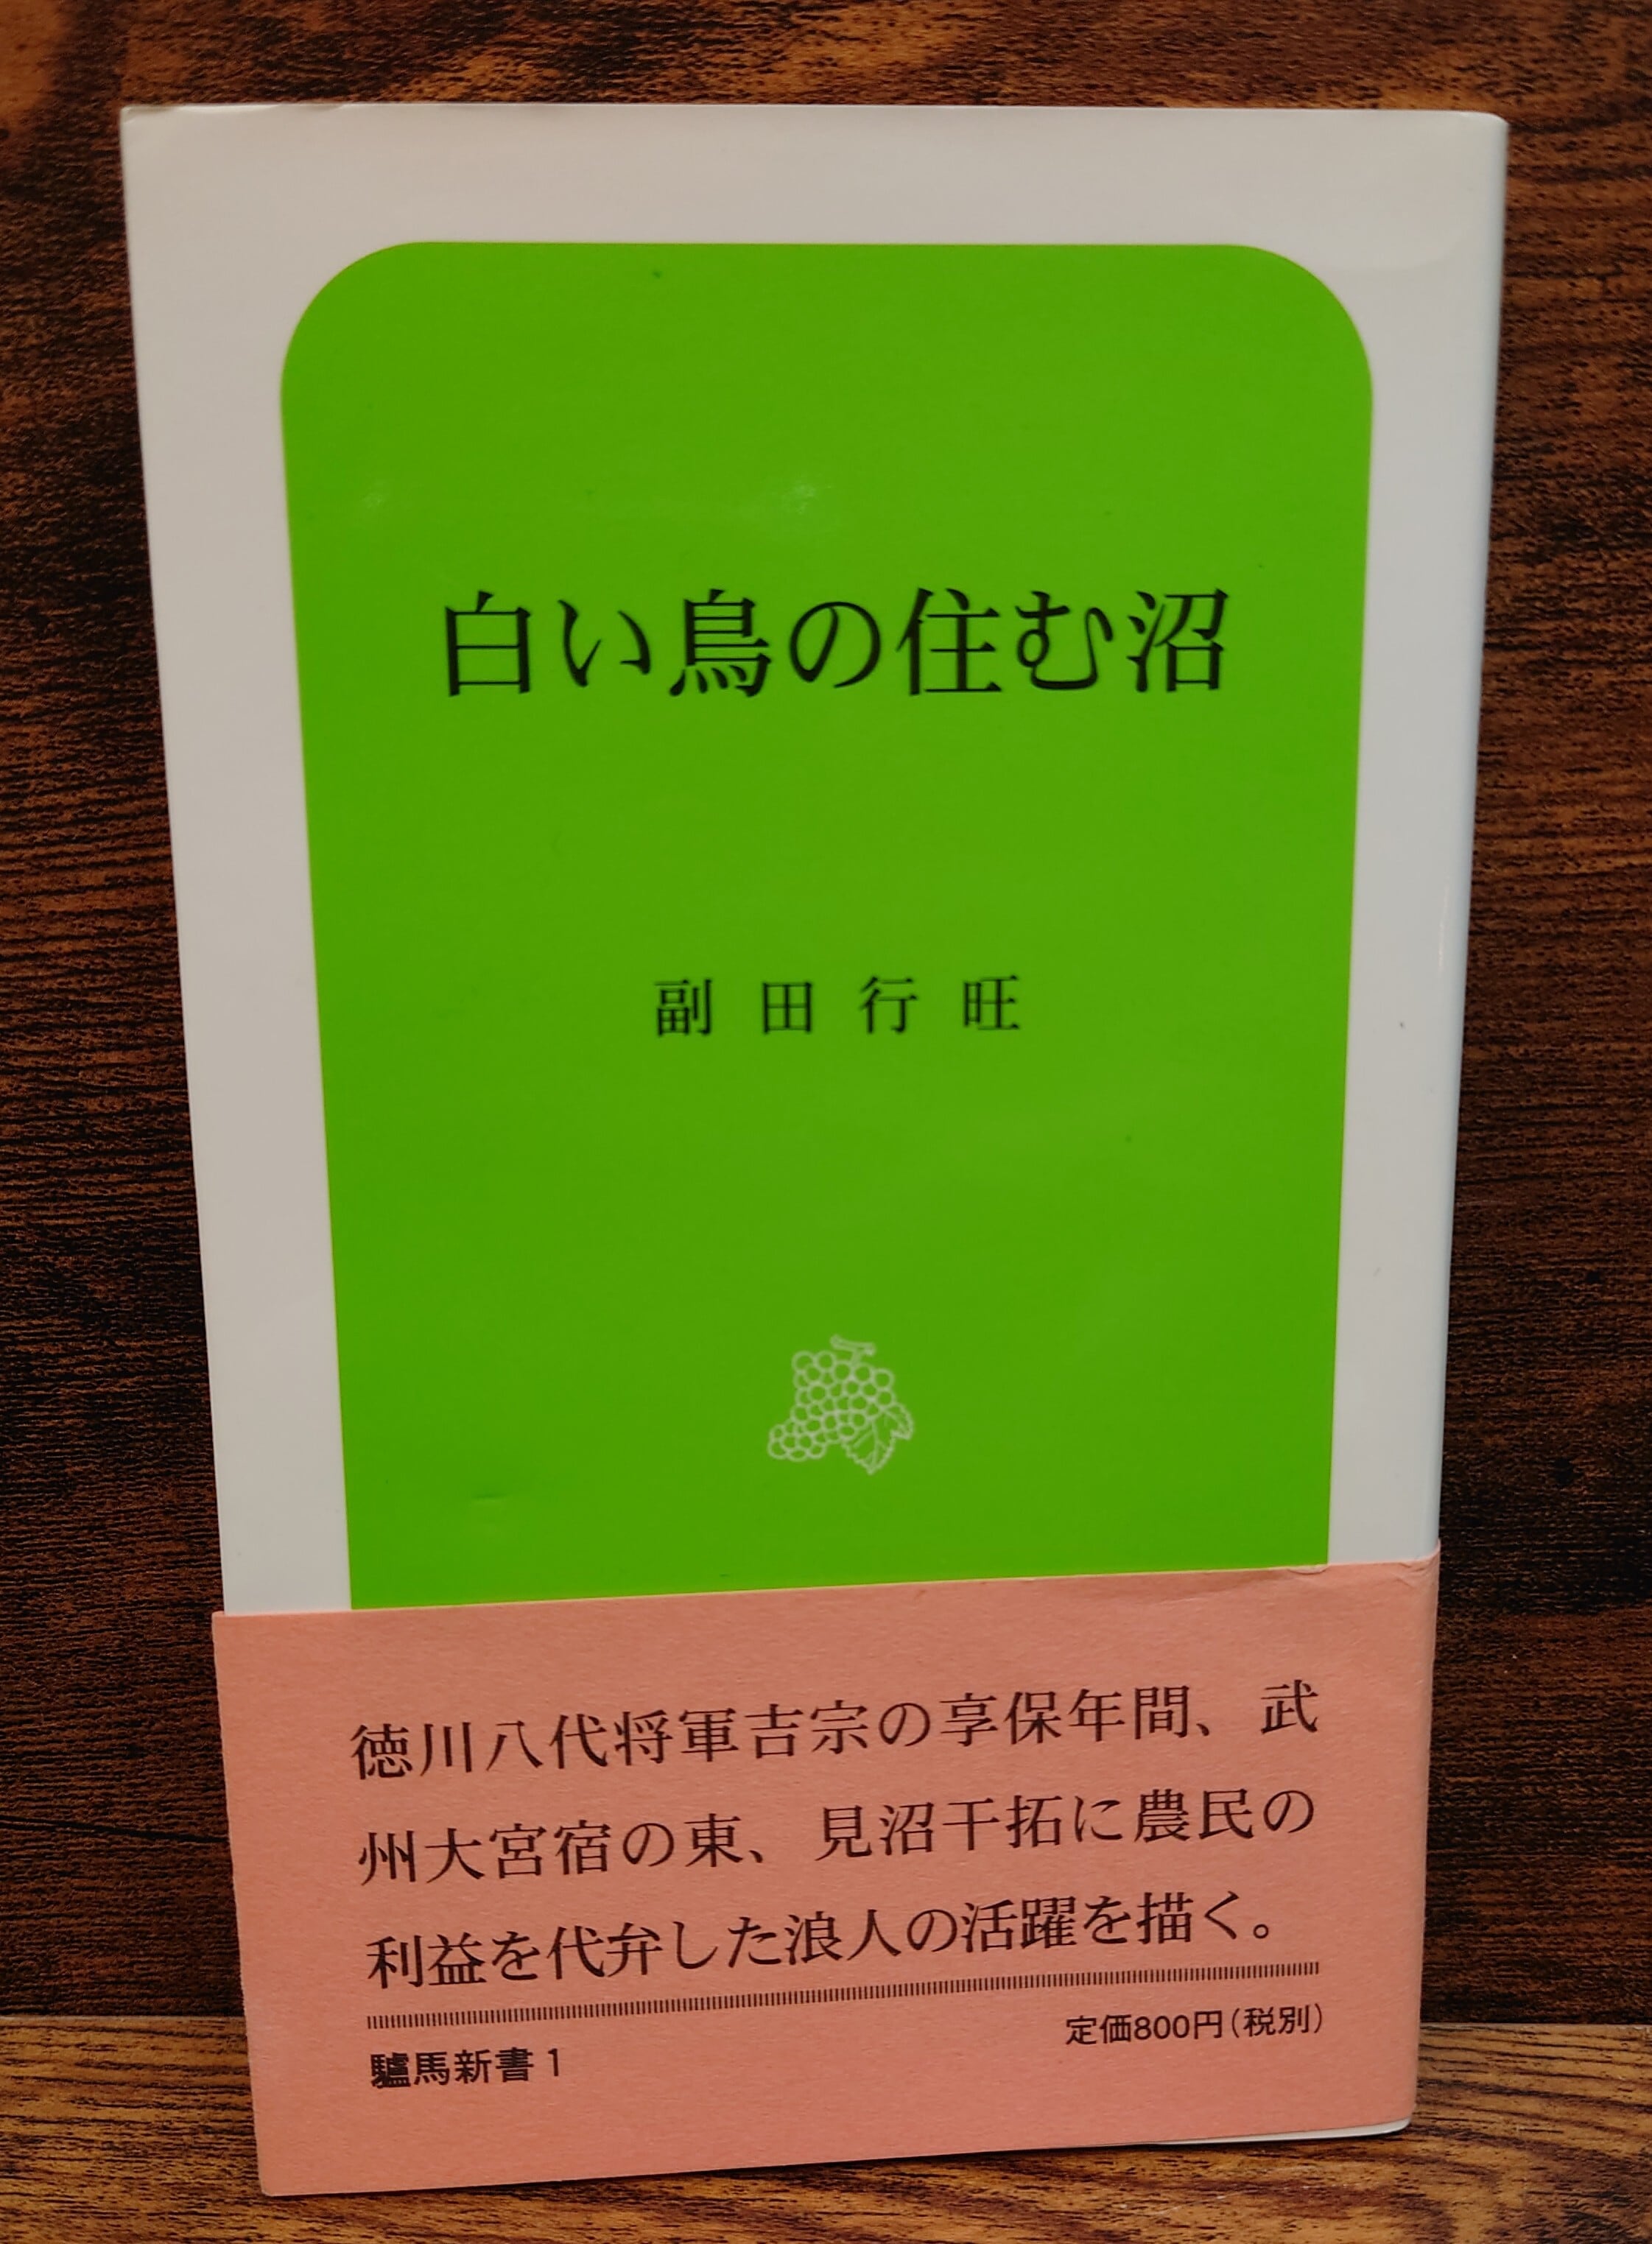 白い鳥の住む沼
副田行旺
徳川八代将軍吉宗の享保年間、武
州大宮宿の東、見沼干拓に農民の
利益を代弁した浪人の活躍を描く。
定価800円(税別)
驢馬新書 1